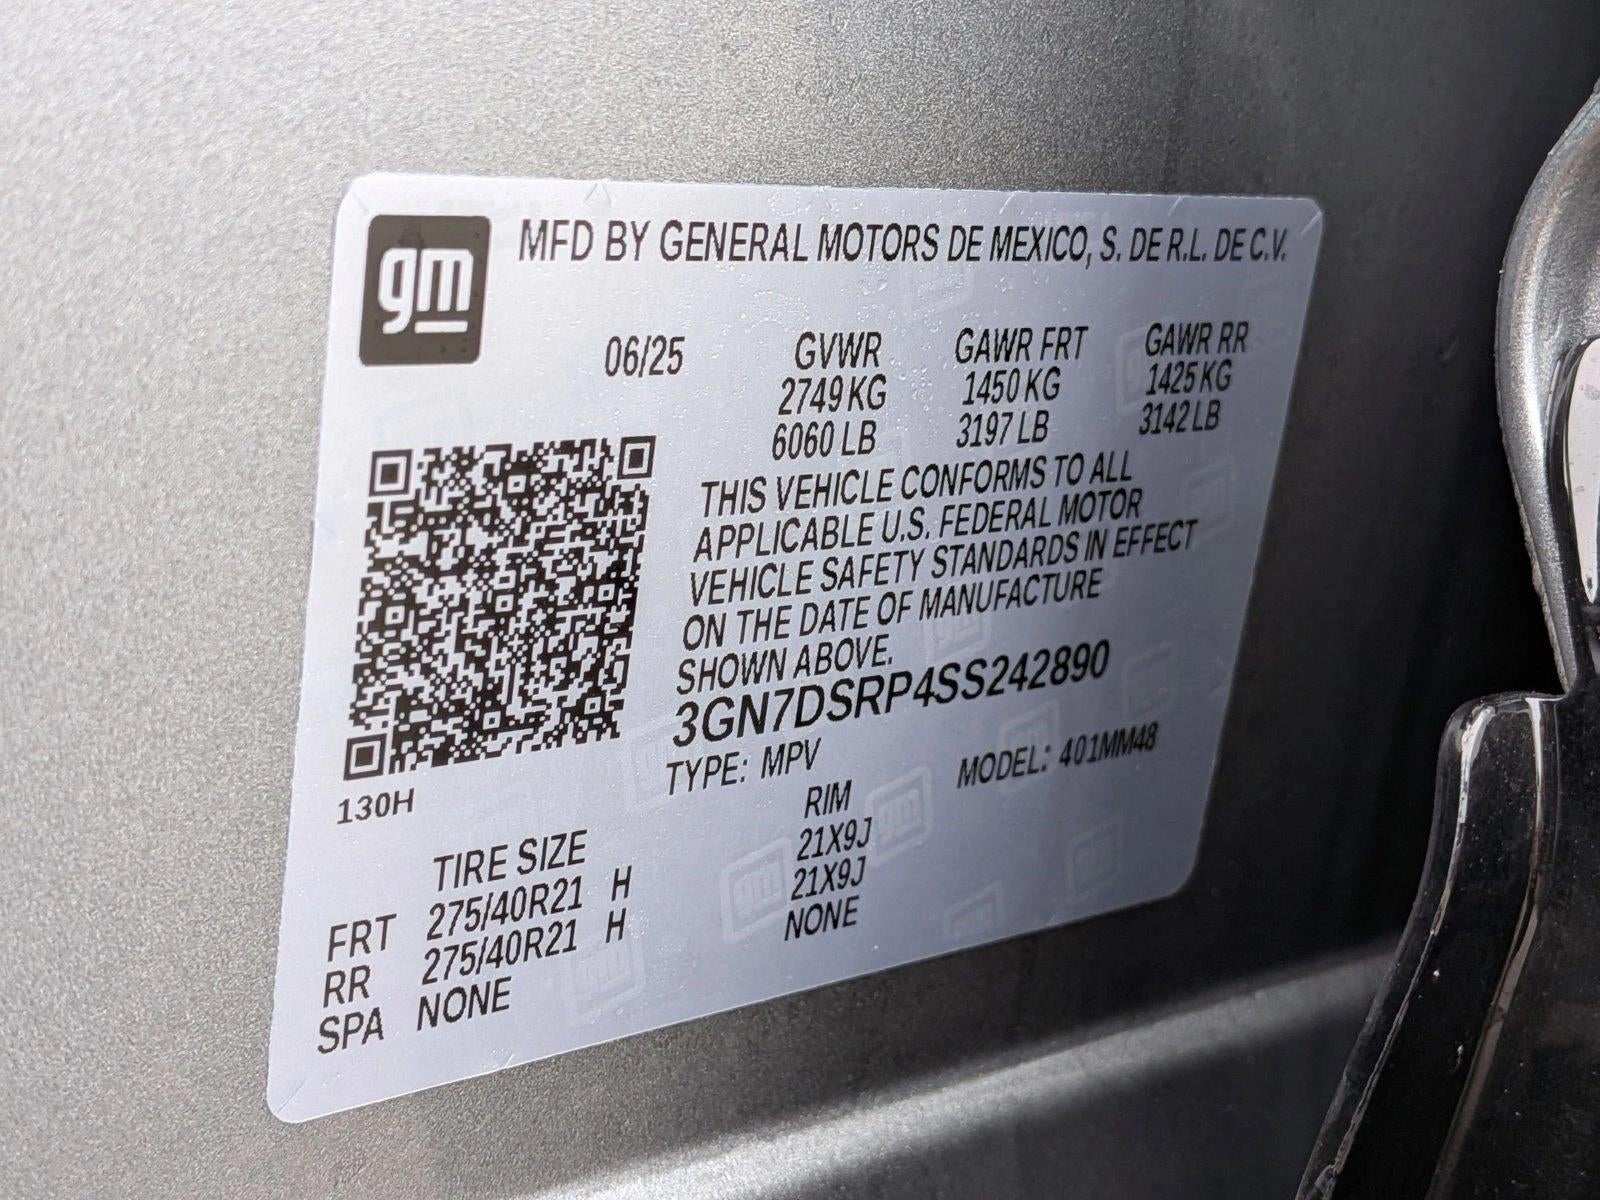 gm
MFD BY GENERAL MOTORS DE MEXICO, S. DE R.L. DE C.V.
06/25 GVWR GAWR FRT GAWR RR
2749 KG 1450 KG 1425 KG
6060 LB 3197 LB 3142 LB
THIS VEHICLE CONFORMS TO ALL
APPLICABLE U.S. FEDERAL MOTOR
VEHICLE SAFETY STANDARDS IN EFFECT
ON THE DATE OF MANUFACTURE
SHOWN ABOVE.
3GN7DSRP4SS242890
TYPE: MPV MODEL: 401MM48
130H
TIRE SIZE RIM
FRT 275/40R21 H 21X9J
RR 275/40R21 H 21X9J
SPA NONE NONE